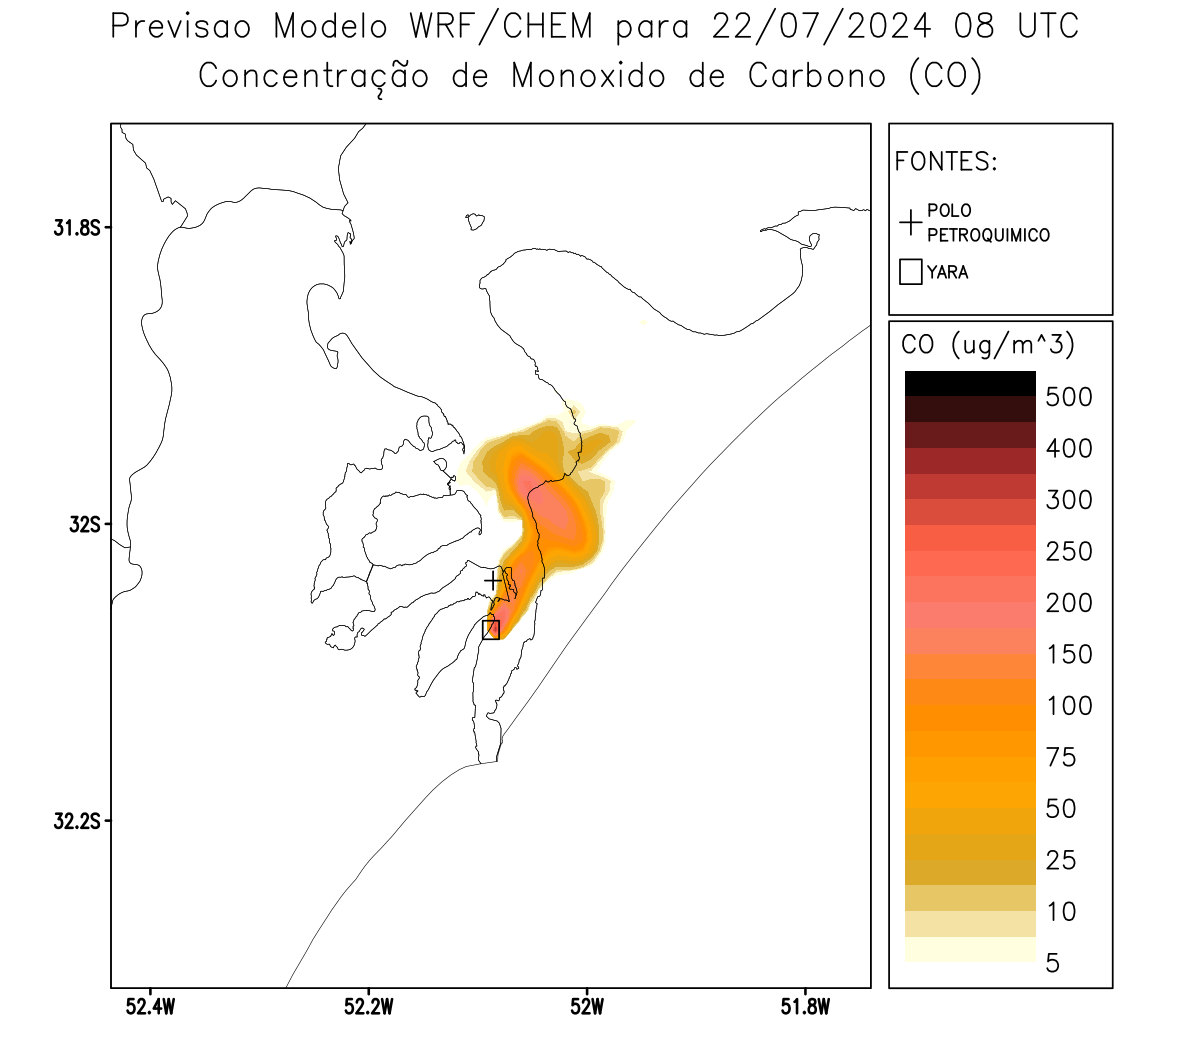 Previsao Modelo WRF/CHEM para 22/07/2024 08 UTC
Concentração de Monoxido de Carbono (CO)
FONTES:
POLO
PETROQUIMICO
YARA
CO (ug/m^3)
500
400
300
250
200
150
100
75
50
25
10
5
31.8S
32S
32.2S
52.4W
52.2W
52W
51.8W